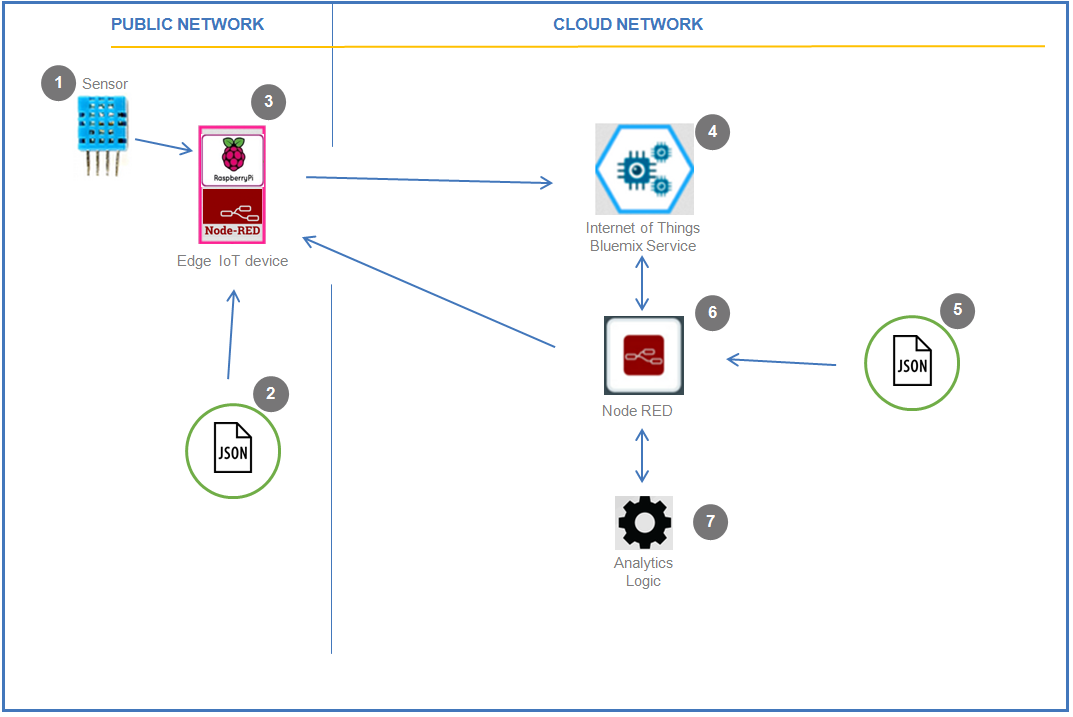 PUBLIC NETWORK
CLOUD NETWORK
1
Sensor
3
RaspberryPi
Node-RED
Edge IoT device
4
Internet of Things
Bluemix Service
2
JSON
6
Node RED
5
JSON
7
Analytics
Logic